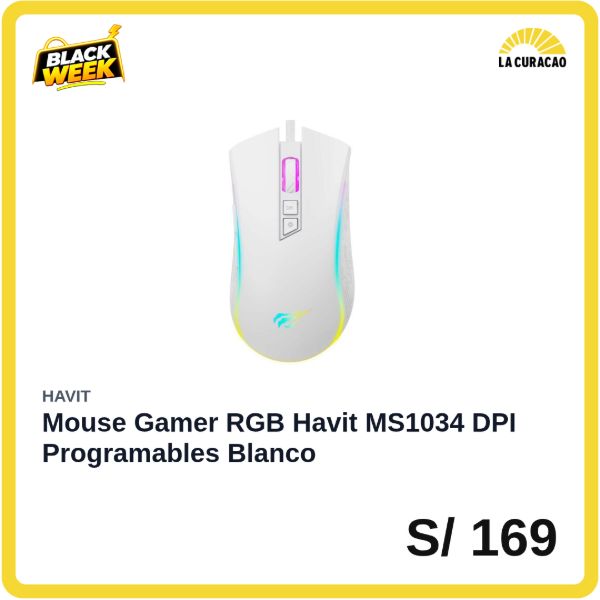 BLACK
WEEK
LA CURACAO
HAVIT
Mouse Gamer RGB Havit MS1034 DPI
Programables Blanco
S/ 169